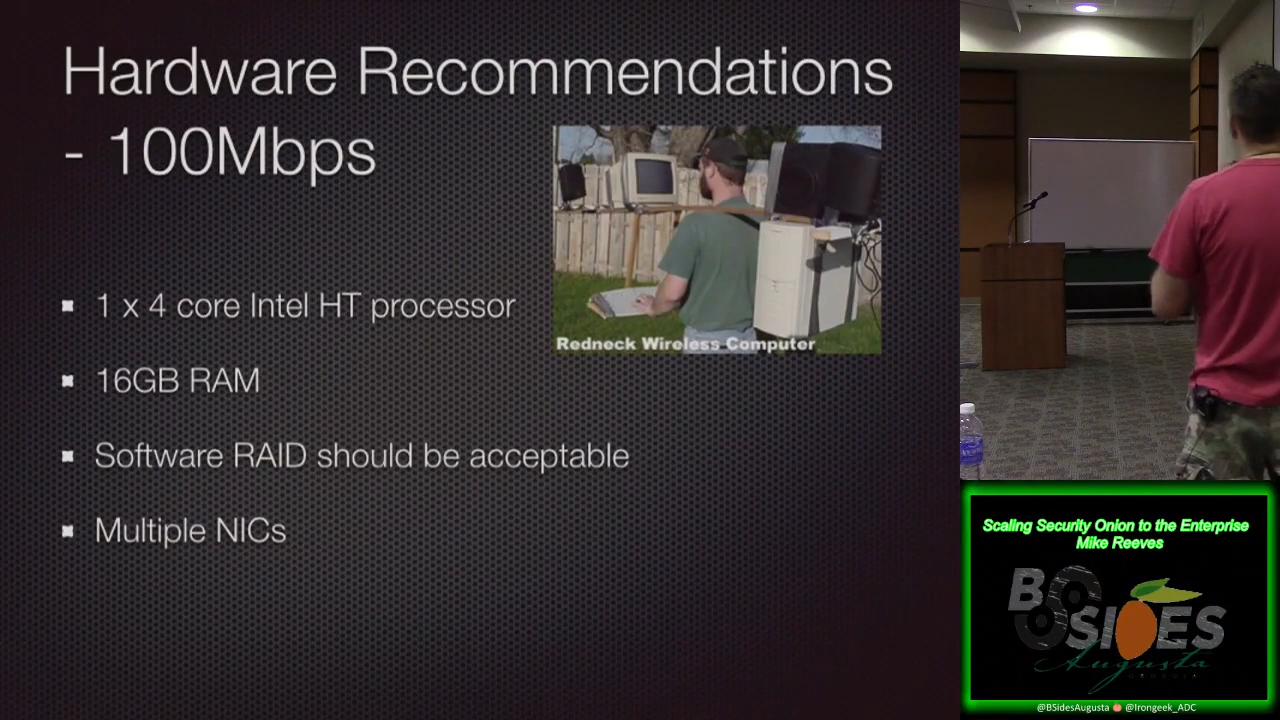 Hardware Recommendations
- 100Mbps
Redneck Wireless Computer
1 x 4 core Intel HT processor
16GB RAM
Software RAID should be acceptable
Multiple NICs
Scaling Security Onion to the Enterprise
Mike Reeves
BSIDES
Augusta
GEORGIA
@BSidesAugusta @Irongeek_ADC